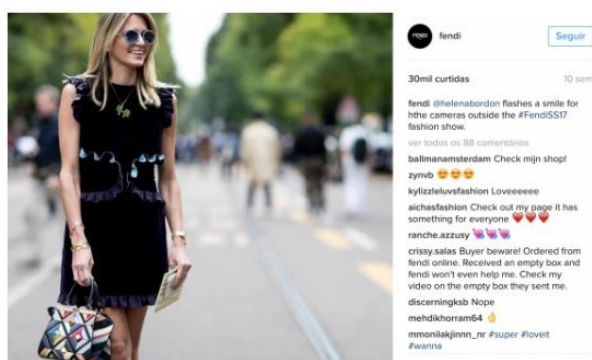 FENDI
fendi
Seguir
30mil curtidas
10 sem
fendi @helenabordon flashes a smile for
hthe cameras outside the #FendiSS17
fashion show.
ver todos os 88 comentários
ballmanamsterdam Check mijn shop!
zynvb 😍😍😍
kylizzleluvsfashion Loveeeeee
aichasfashion Check out my page it has
something for everyone ❤️❤️❤️
ranche.azzusy 💘💘💘
crissy.salas Buyer beware! Ordered from
fendi online. Received an empty box and
fendi won't even help me. Check my
video on the empty box they sent me.
discerningksb Nope
mehdikhorram64 👌
mmonilakjinnn_nr #super #loveit
#wanna